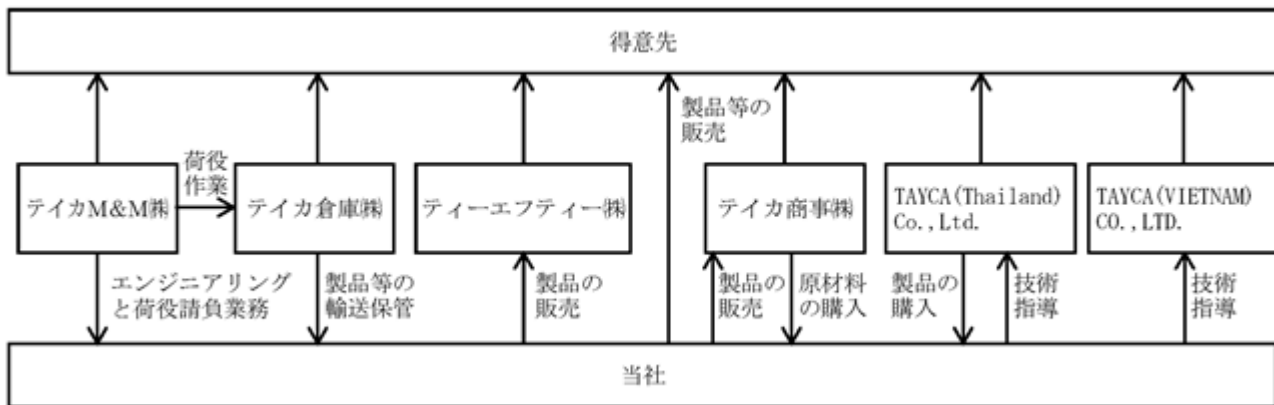 得意先
製品等の
販売
荷役
作業
テイカM&M㈱
テイカ倉庫㈱
ティーエフティー㈱
テイカ商事㈱
TAYCA(Thailand)
Co.,Ltd.
TAYCA(VIETNAM)
CO.,LTD.
エンジニアリング
と荷役請負業務
製品等の
輸送保管
製品の
販売
製品の
販売
原材料
の購入
製品の
購入
技術
指導
技術
指導
当社